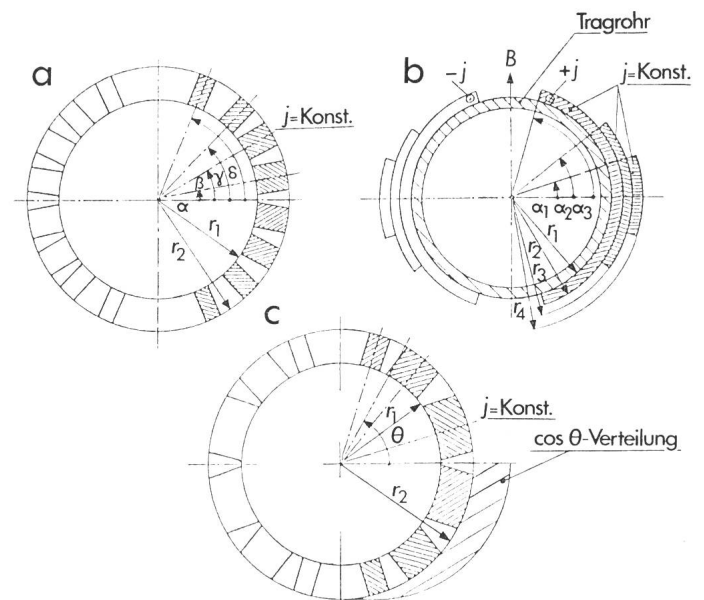 a
j=Konst.
β γ δ
α
r1
r2
b
Tragrohr
-j
B
+j
j=Konst.
α1 α2 α3
r1
r2
r3
r4
c
r1
θ
j=Konst.
cos θ-Verteilung
r2